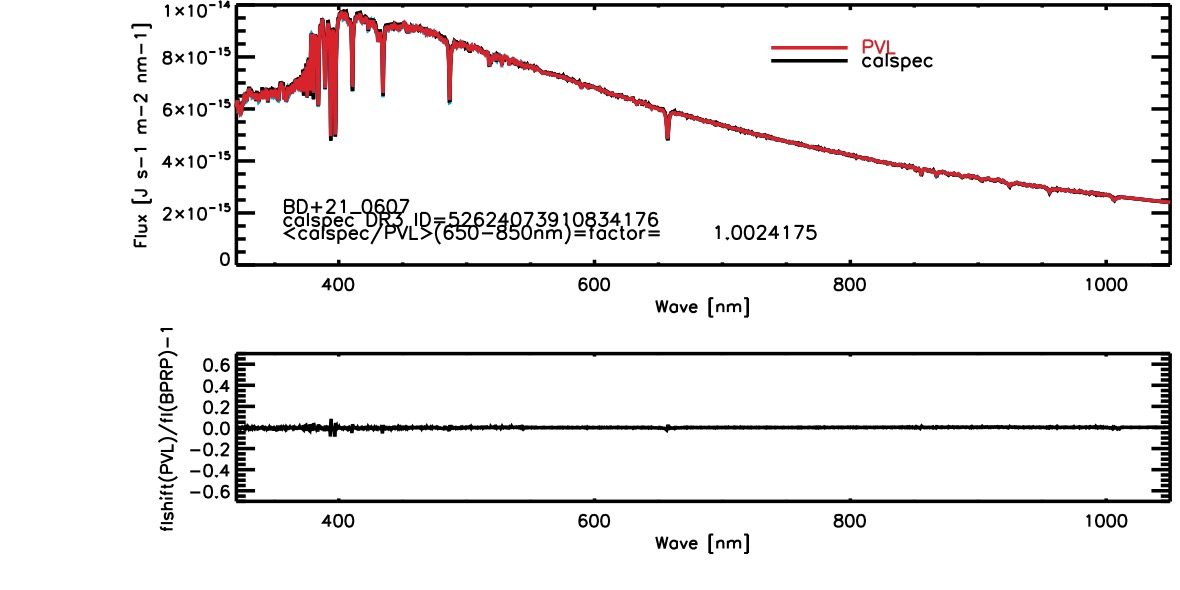 1×10−14
8×10−15
6×10−15
4×10−15
2×10−15
0
Flux [J s−1 m−2 nm−1]
PVL
calspec
BD+21_0607
calspec DR3 ID=52624073910834176
<calspec/PVL>(650−850nm)=factor= 1.0024175
400 600 800 1000
Wave [nm]
flshift(PVL)/fl(BPRP)−1
0.6
0.4
0.2
0.0
−0.2
−0.4
−0.6
400 600 800 1000
Wave [nm]